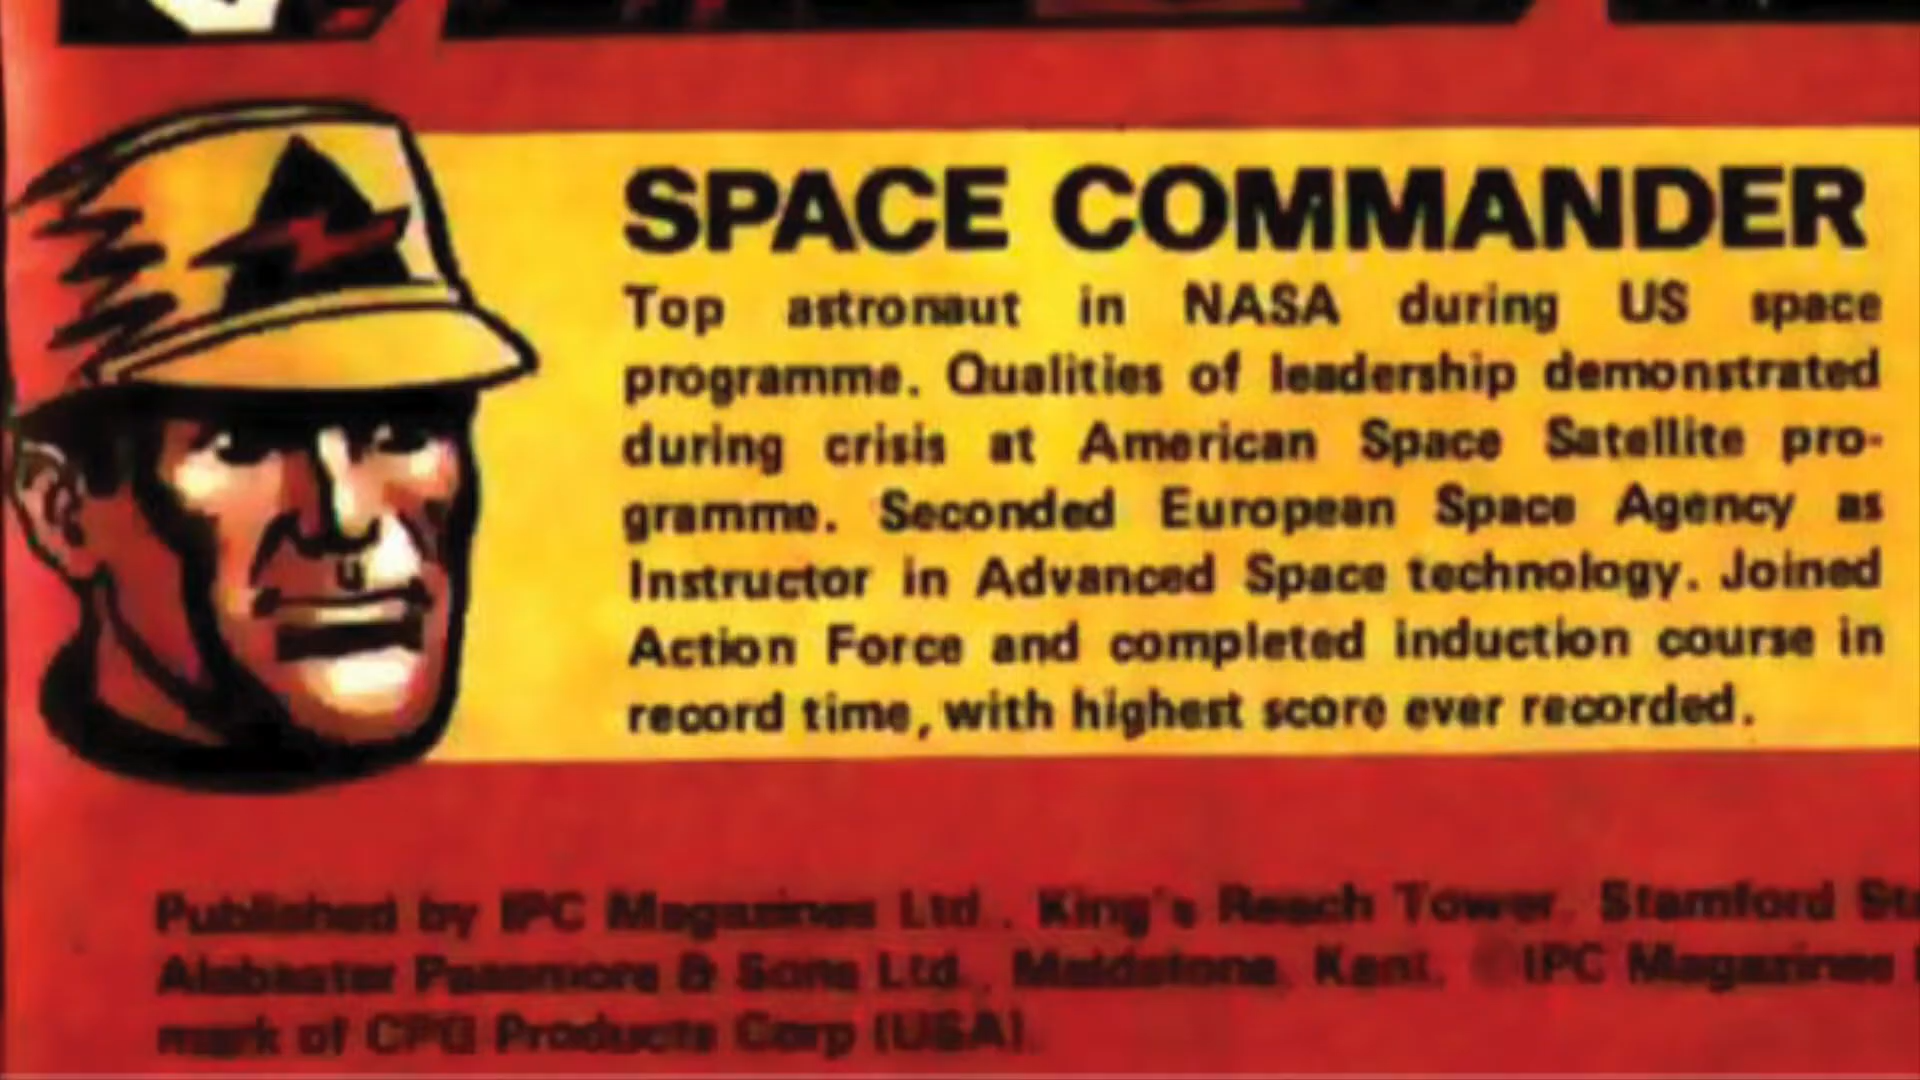 SPACE COMMANDER
Top astronaut in NASA during US space
programme. Qualities of leadership demonstrated
during crisis at American Space Satellite pro-
gramme. Seconded European Space Agency as
Instructor in Advanced Space technology. Joined
Action Force and completed induction course in
record time, with highest score ever recorded.
Published by IPC Magazines Ltd., King's Reach Tower, Stamford
Alabaster Passmore & Sons Ltd., Maidstone, Kent. ©IPC Magazines
mark of CPG Products Corp (USA).